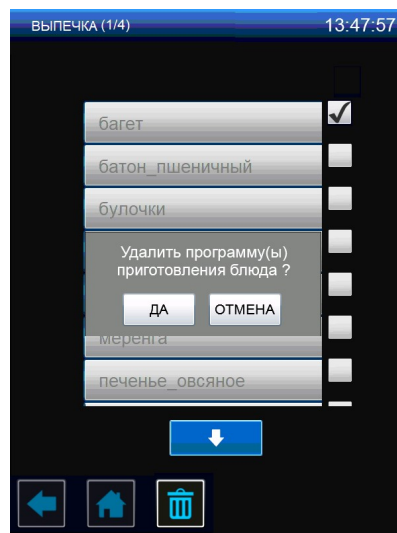 ВЫПЕЧКА (1/4) 13:47:57
багет
батон_пшеничный
булочки
Удалить программу(ы)
приготовления блюда ?
ДА ОТМЕНА
меренга
печенье_овсяное